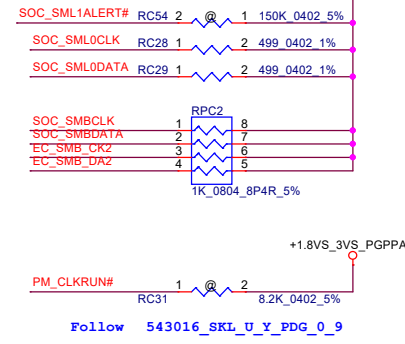 SOC_SML1ALERT# RC54 2 @ 1 150K_0402_5%
SOC_SML0CLK RC28 1 2 499_0402_1%
SOC_SML0DATA RC29 1 2 499_0402_1%
RPC2
SOC_SMBCLK 1 8
SOC_SMBDATA 2 7
EC_SMB_CK2 3 6
EC_SMB_DA2 4 5
1K_0804_8P4R_5%
+1.8VS_3VS_PGPPA
PM_CLKRUN# 1 @ 2
RC31 8.2K_0402_5%
Follow 543016_SKL_U_Y_PDG_0_9